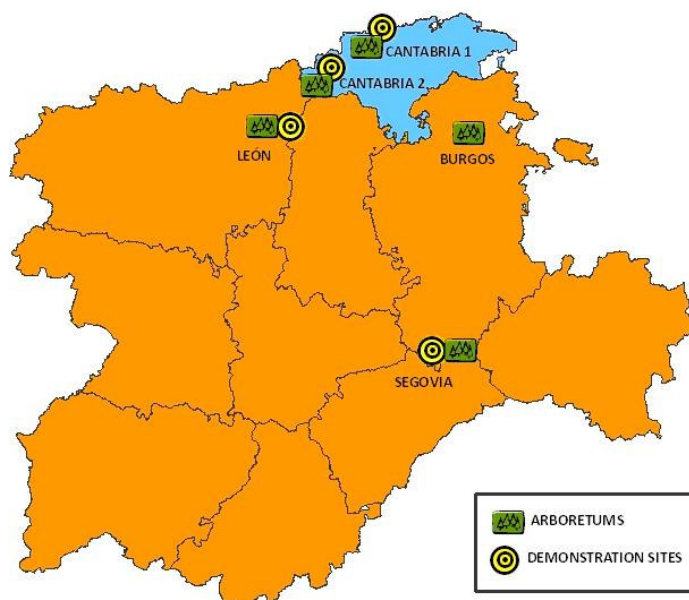 CANTABRIA 1
CANTABRIA 2
LEÓN
BURGOS
SEGOVIA
ARBORETUMS
DEMONSTRATION SITES